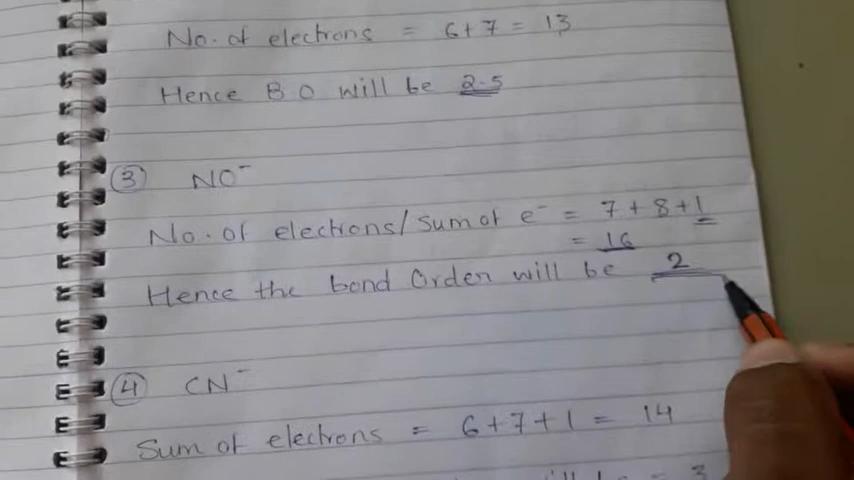 No. of electrons = 6+7 = 13
Hence B O will be 2.5
3 NO⁻
No. of electrons/Sum of e⁻ = 7 + 8 + 1
= 16
Hence the bond Order will be 2
4 CN⁻
Sum of electrons = 6+7+1 = 14
= 3